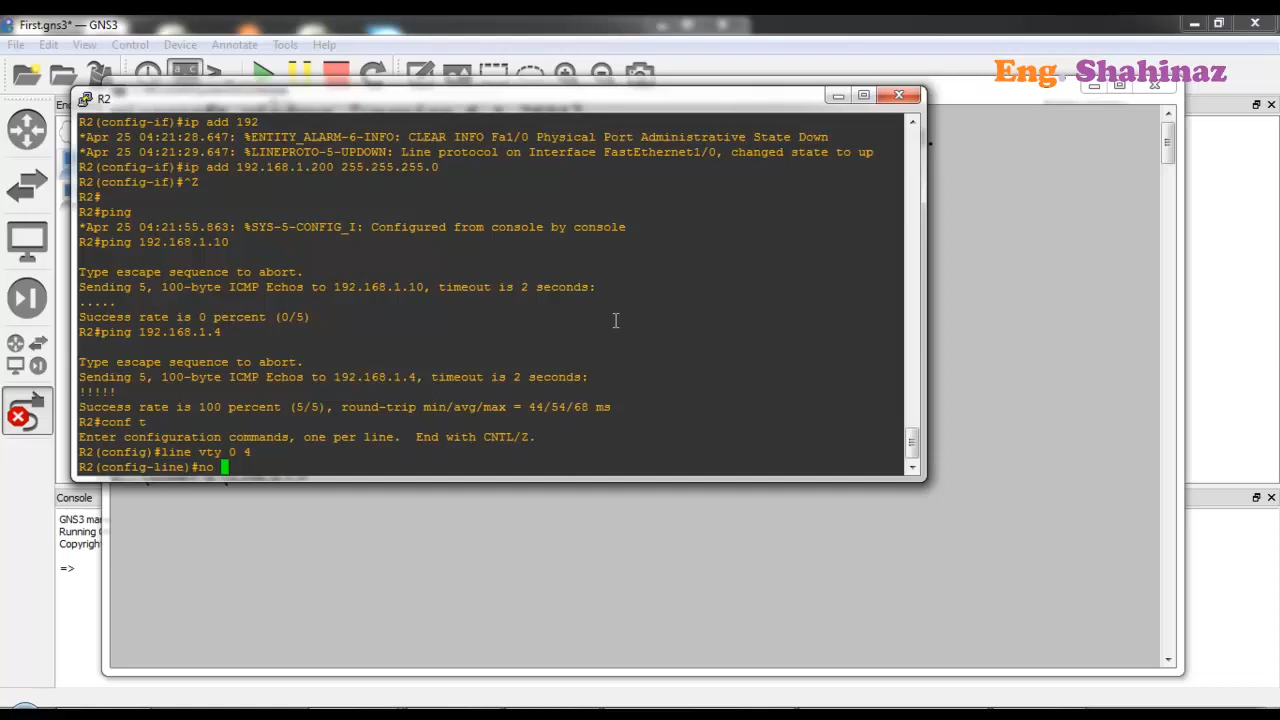 First.gns3* — GNS3
File Edit View Control Device Annotate Tools Help
Eng. Shahinaz
R2
R2(config-if)#ip add 192
*Apr 25 04:21:28.647: %ENTITY_ALARM-6-INFO: CLEAR INFO Fa1/0 Physical Port Administrative State Down
*Apr 25 04:21:29.647: %LINEPROTO-5-UPDOWN: Line protocol on Interface FastEthernet1/0, changed state to up
R2(config-if)#ip add 192.168.1.200 255.255.255.0
R2(config-if)#^Z
R2#
R2#ping
*Apr 25 04:21:55.863: %SYS-5-CONFIG_I: Configured from console by console
R2#ping 192.168.1.10
Type escape sequence to abort.
Sending 5, 100-byte ICMP Echos to 192.168.1.10, timeout is 2 seconds:
.....
Success rate is 0 percent (0/5)
R2#ping 192.168.1.4
Type escape sequence to abort.
Sending 5, 100-byte ICMP Echos to 192.168.1.4, timeout is 2 seconds:
!!!!!
Success rate is 100 percent (5/5), round-trip min/avg/max = 44/54/68 ms
R2#conf t
Enter configuration commands, one per line.  End with CNTL/Z.
R2(config)#line vty 0 4
R2(config-line)#no
Console
GNS3 man
Running
Copyright
=>